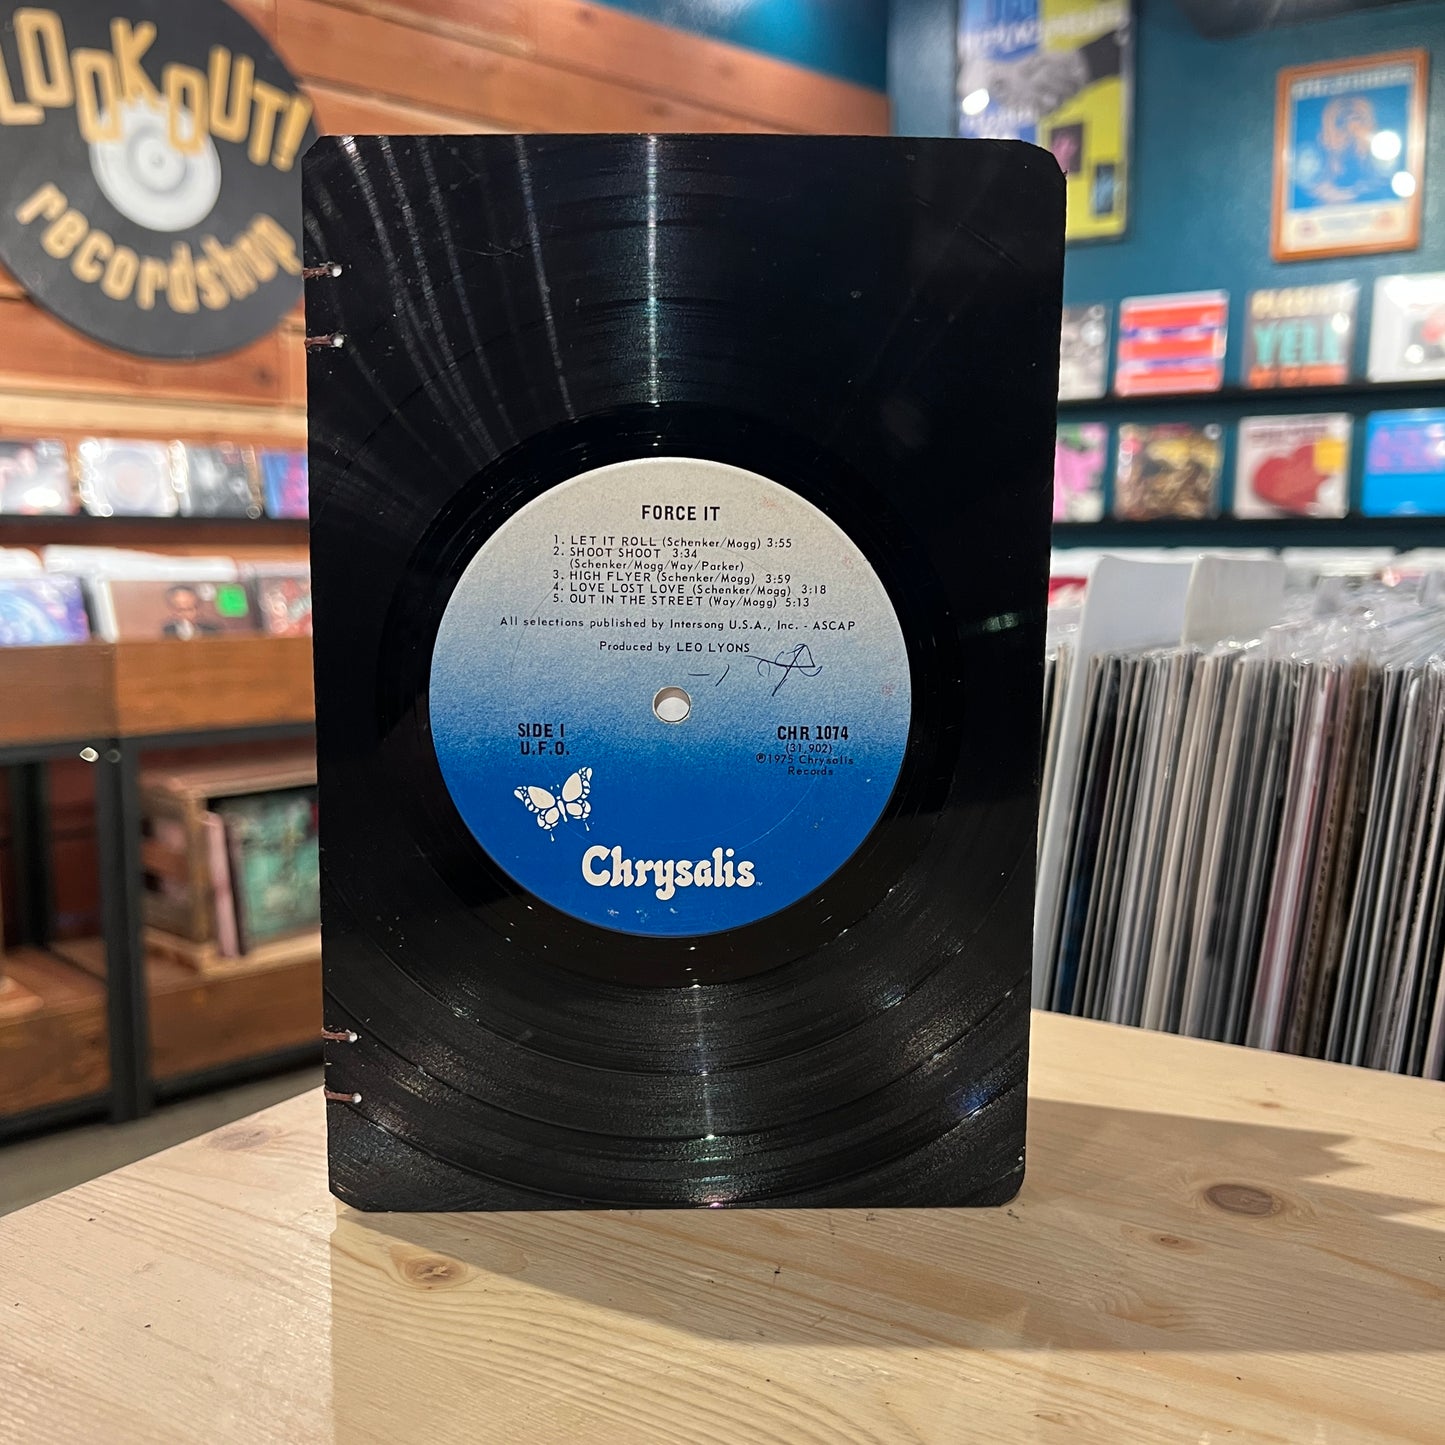 LOOKOUT!
recordshop
FORCE IT
1. LET IT ROLL (Schenker/Mogg) 3:55
2. SHOOT SHOOT 3:34
(Schenker/Mogg/Way/Parker)
3. HIGH FLYER (Schenker/Mogg) 3:59
4. LOVE LOST LOVE (Schenker/Mogg) 3:18
5. OUT IN THE STREET (Way/Mogg) 5:13
All selections published by Intersong U.S.A., Inc. - ASCAP
Produced by LEO LYONS
SIDE I
U.F.O.
CHR 1074
(31,902)
℗1975 Chrysalis
Records
Chrysalis
YELL